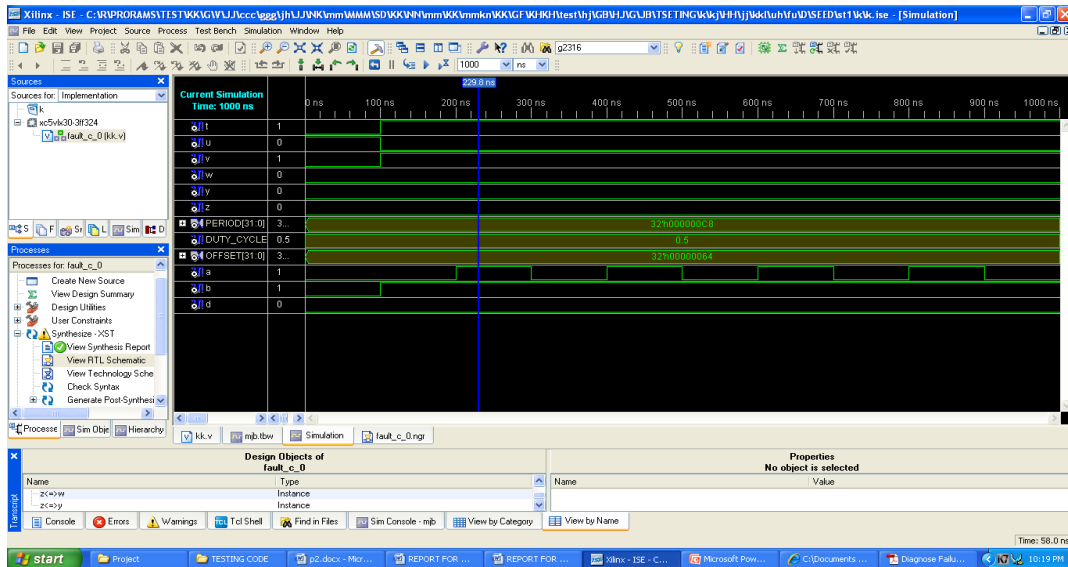 Xilinx - ISE - C:\R\PRORAMS\TEST\KK\GW\JJ\ccc\ggg\jh\JJ\NK\mm\MMM\SD\KK\NN\mm\KK\mmkn\KK\GF\KHKH\test\hj\GB\HJ\G\JB\TSETING\k\kj\HH\jj\kkl\uh\fu\D\SEED\st1\k\k.ise - [Simulation]
File Edit View Project Source Process Test Bench Simulation Window Help
g2316
1000 ns
Sources
Sources for: Implementation
k
xc5vlx30-3ff324
fault_c_0 (kk.v)
S F Sr L Sim D
Processes
Processes for: fault_c_0
Create New Source
View Design Summary
Design Utilities
User Constraints
Synthesize - XST
View Synthesis Report
View RTL Schematic
View Technology Sche
Check Syntax
Generate Post-Synthesi
Processe Sim Obje Hierarchy
229.8 ns
Current Simulation
Time: 1000 ns
0 ns 100 ns 200 ns 300 ns 400 ns 500 ns 600 ns 700 ns 800 ns 900 ns 1000 ns
t 1
u 0
v 1
w 0
y 0
z 0
PERIOD[31:0] 3... 32'h000000C8
DUTY_CYCLE 0.5 0.5
OFFSET[31:0] 3... 32'h00000064
a 1
b 1
d 0
kk.v mjb.tbw Simulation fault_c_0.ngr
Transcript
Design Objects of
fault_c_0
Name Type
z<=>w Instance
z<=>y Instance
Properties
No object is selected
Name Value
Console Errors Warnings Tcl Shell Find in Files Sim Console - mjb View by Category View by Name
Time: 58.0 ns
start Project TESTING CODE p2.docx - Micr... REPORT FOR ... REPORT FOR ... Xilinx - ISE - C... Microsoft Pow... C:\Documents ... Diagnose Failu... 10:19 PM